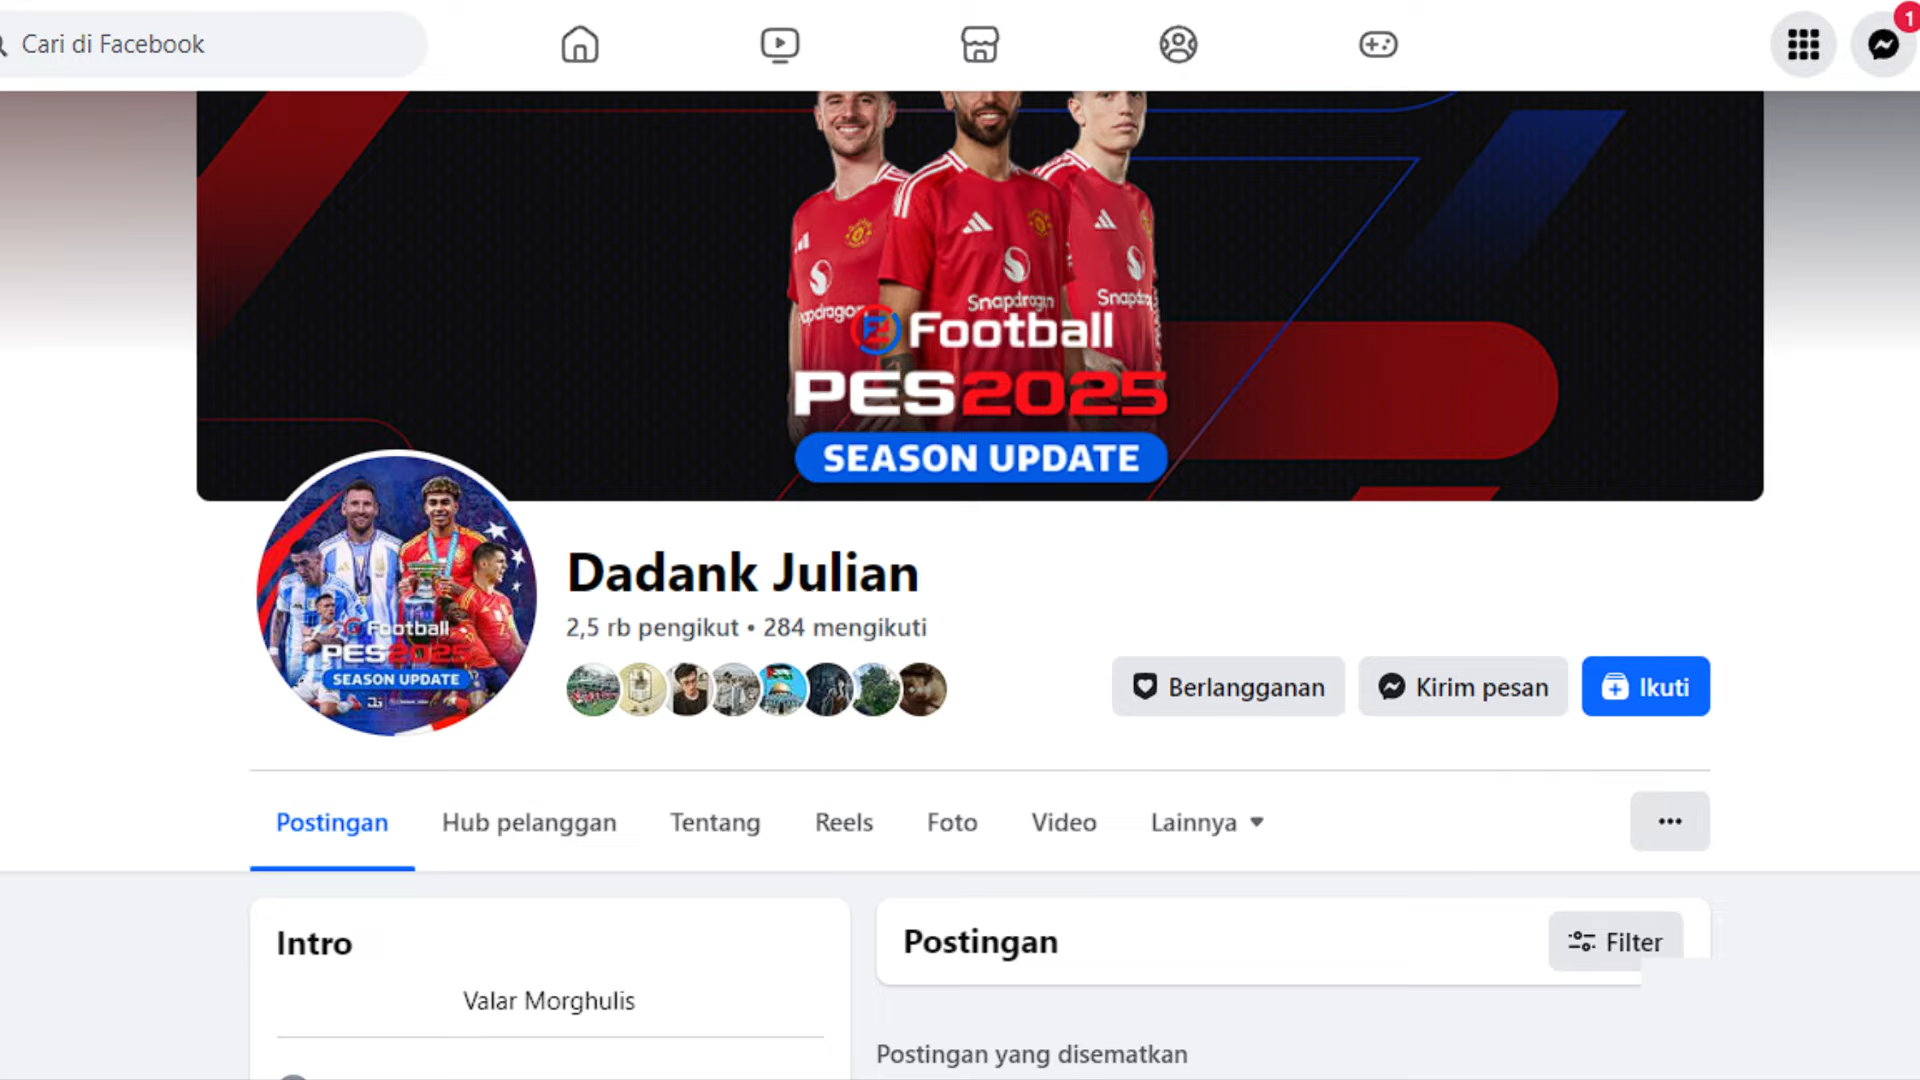 Cari di Facebook
1
Snapdragon
Snapdrag
eFootball
PES2025
SEASON UPDATE
Football
PES2025
SEASON UPDATE
Dadank Julian
2,5 rb pengikut • 284 mengikuti
Berlangganan
Kirim pesan
Ikuti
Postingan
Hub pelanggan
Tentang
Reels
Foto
Video
Lainnya
Intro
Valar Morghulis
Postingan
Filter
Postingan yang disematkan